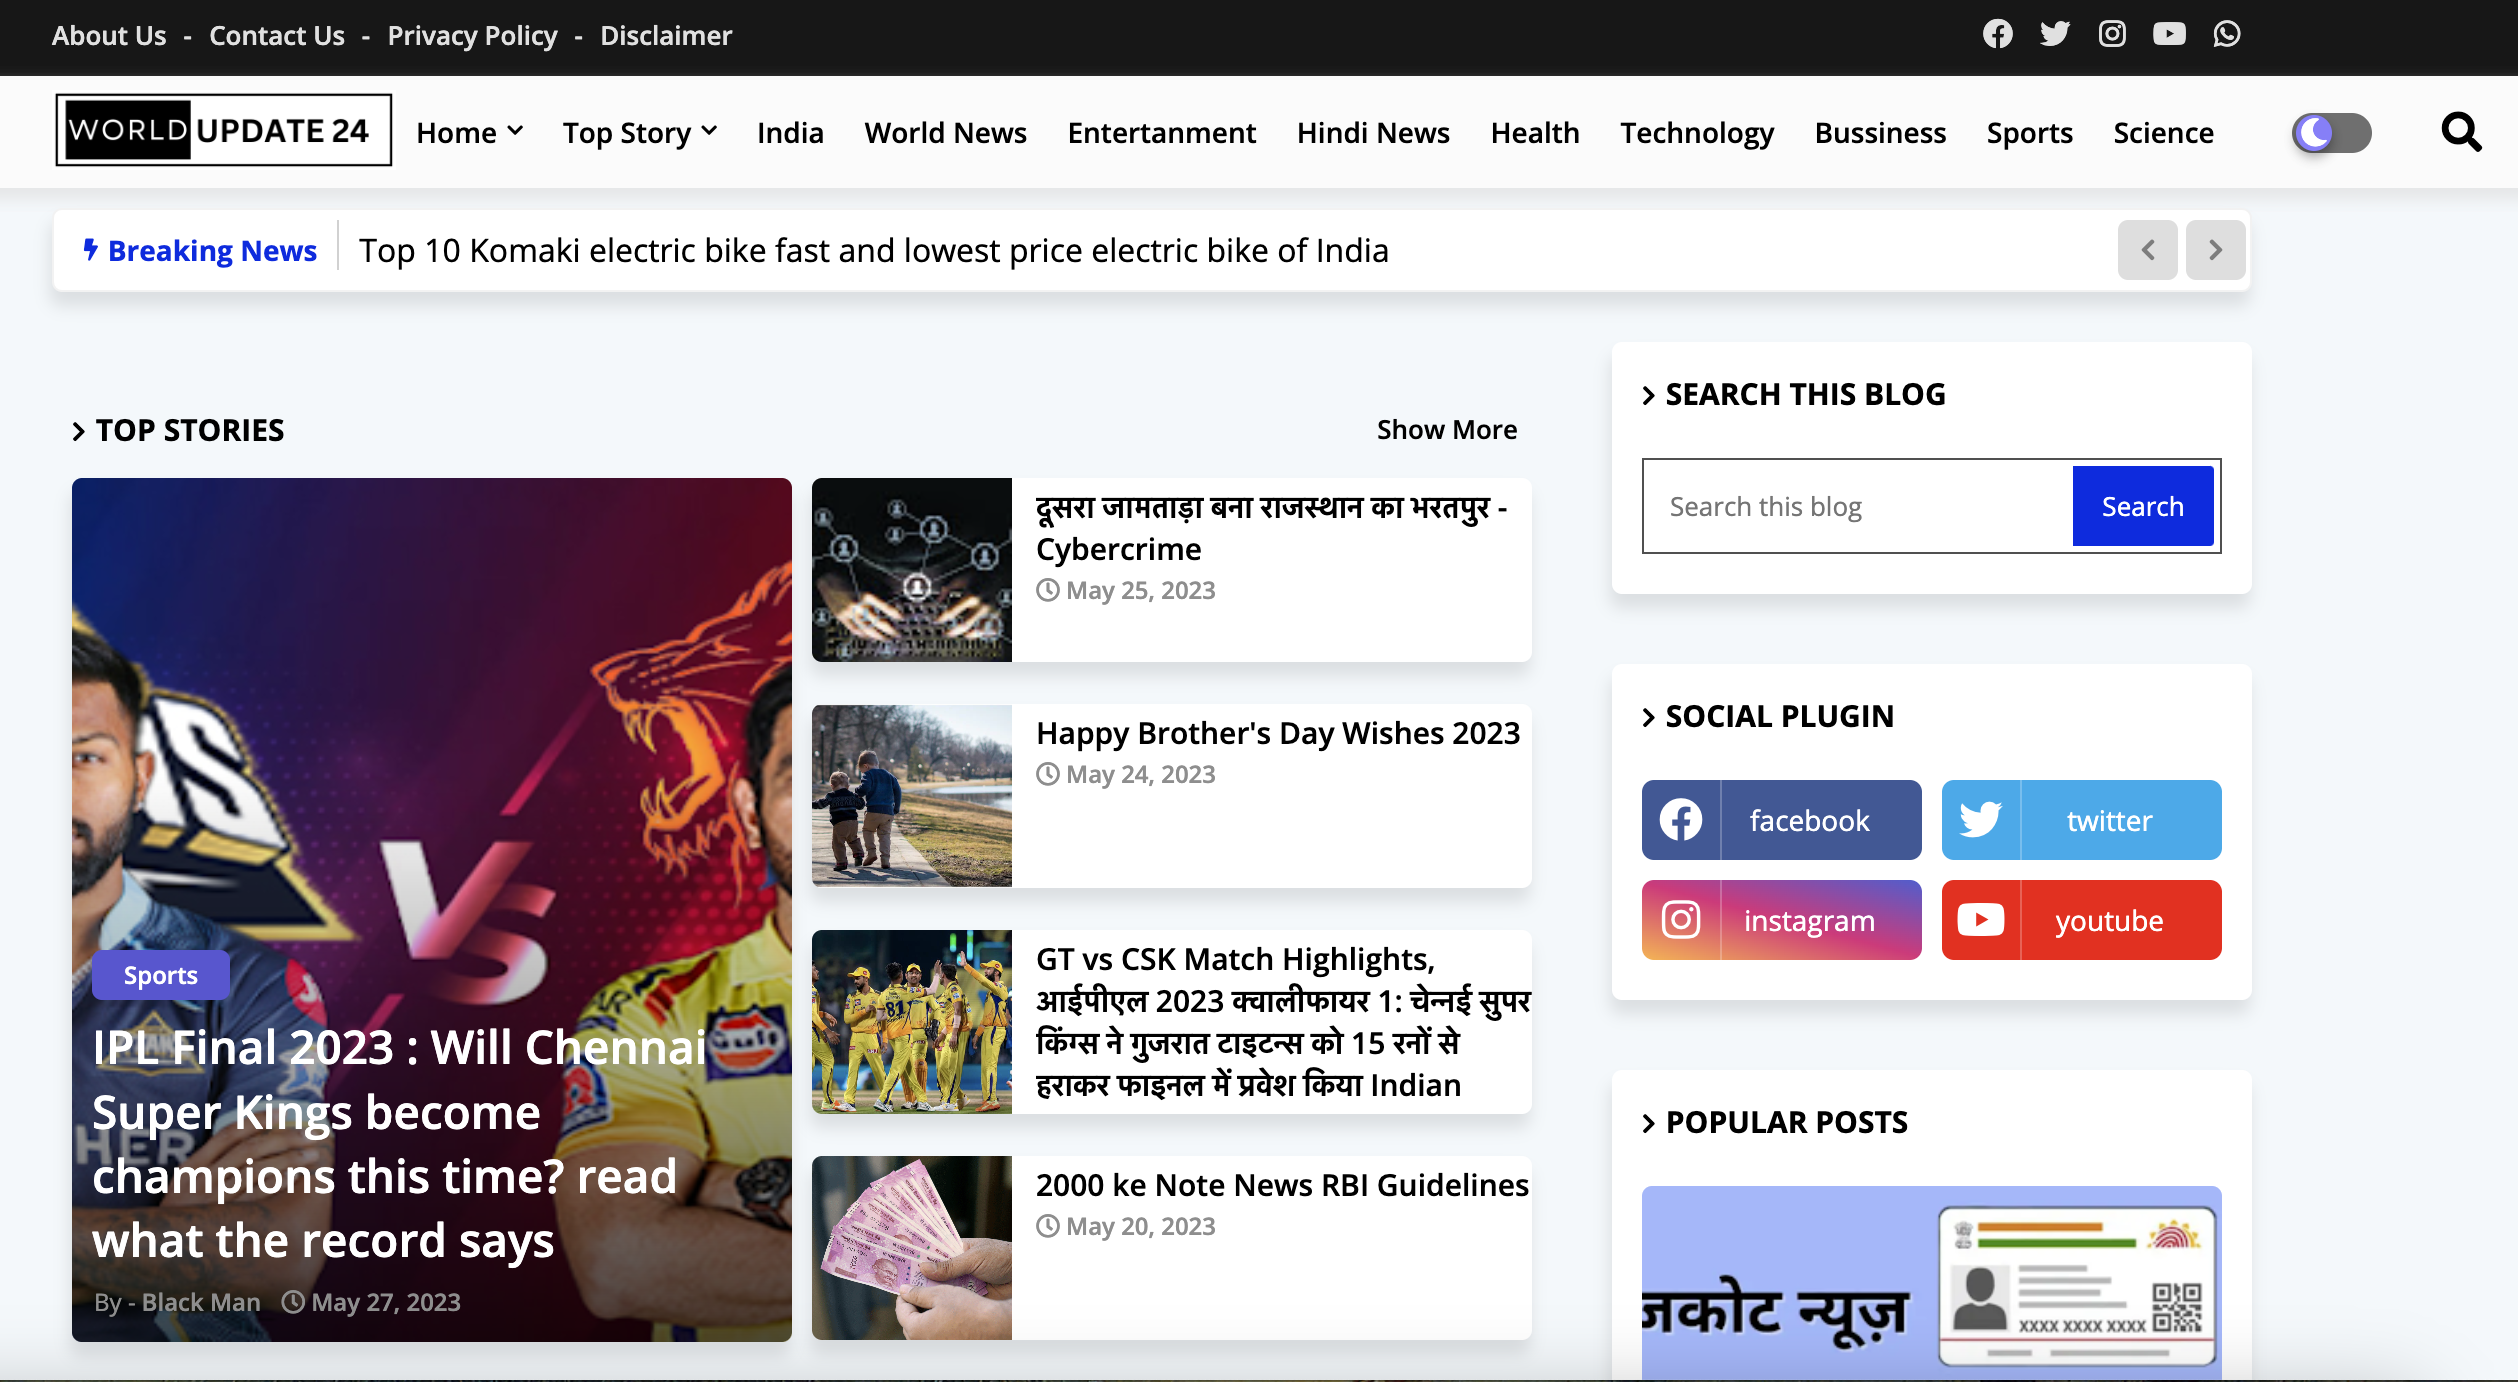 About Us - Contact Us - Privacy Policy - Disclaimer
WORLD UPDATE 24
Home Top Story India World News Entertanment Hindi News Health Technology Bussiness Sports Science
Breaking News
Top 10 Komaki electric bike fast and lowest price electric bike of India
TOP STORIES
Show More
Sports
IPL Final 2023 : Will Chennai
Super Kings become
champions this time? read
what the record says
By - Black Man May 27, 2023
Gulf
दूसरा जामताड़ा बना राजस्थान का भरतपुर -
Cybercrime
May 25, 2023
Happy Brother's Day Wishes 2023
May 24, 2023
81
GT vs CSK Match Highlights,
आईपीएल 2023 क्वालीफायर 1: चेन्नई सुपर
किंग्स ने गुजरात टाइटन्स को 15 रनों से
हराकर फाइनल में प्रवेश किया Indian
2000 ke Note News RBI Guidelines
May 20, 2023
SEARCH THIS BLOG
Search this blog
Search
SOCIAL PLUGIN
facebook
twitter
instagram
youtube
POPULAR POSTS
जकोट न्यूज़
XXXX XXXX XXXX
VS